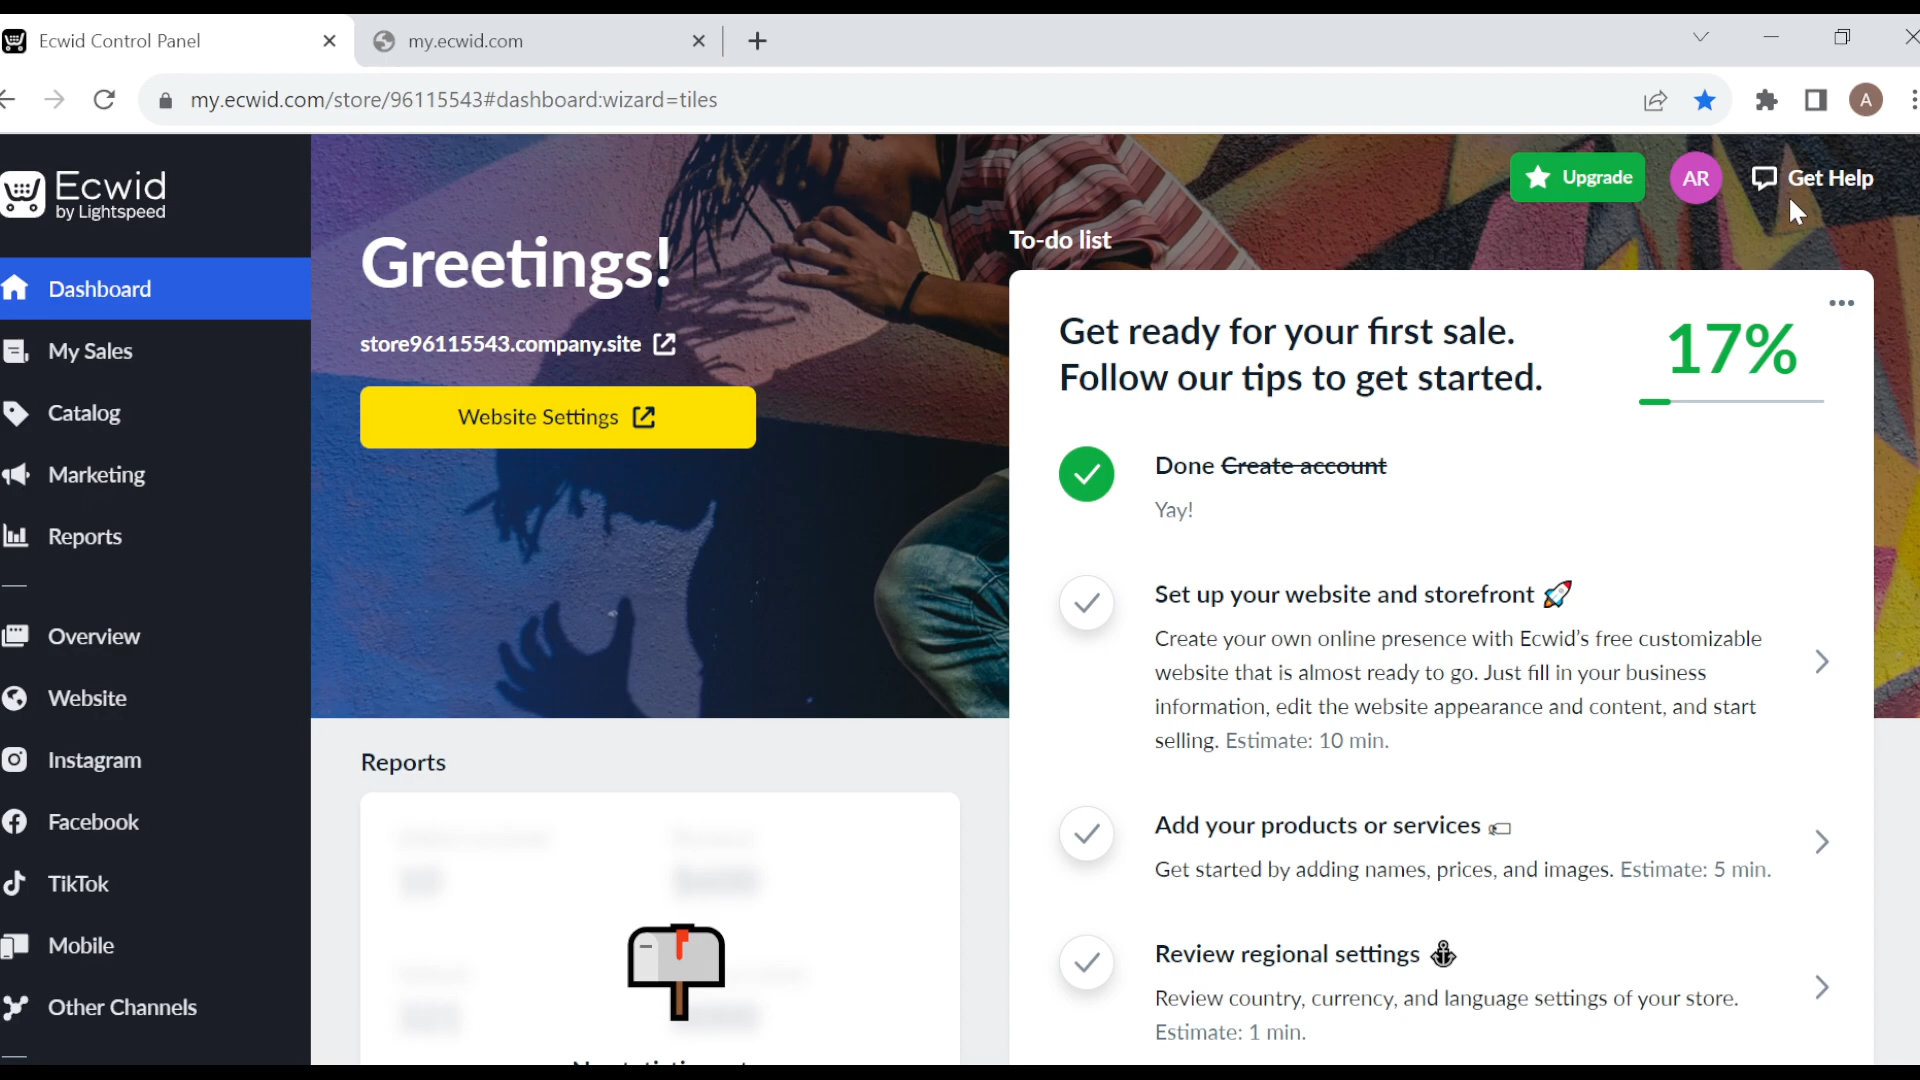 Ecwid Control Panel
my.ecwid.com
my.ecwid.com/store/96115543#dashboard:wizard=tiles
A
Ecwid
by Lightspeed
Dashboard
My Sales
Catalog
Marketing
Reports
Overview
Website
Instagram
Facebook
TikTok
Mobile
Other Channels
Upgrade
AR
Get Help
Greetings!
store96115543.company.site
Website Settings
Reports
To-do list
Get ready for your first sale.
Follow our tips to get started.
17%
Done Create account
Yay!
Set up your website and storefront 🚀
Create your own online presence with Ecwid's free customizable
website that is almost ready to go. Just fill in your business
information, edit the website appearance and content, and start
selling. Estimate: 10 min.
Add your products or services
Get started by adding names, prices, and images. Estimate: 5 min.
Review regional settings
Review country, currency, and language settings of your store.
Estimate: 1 min.